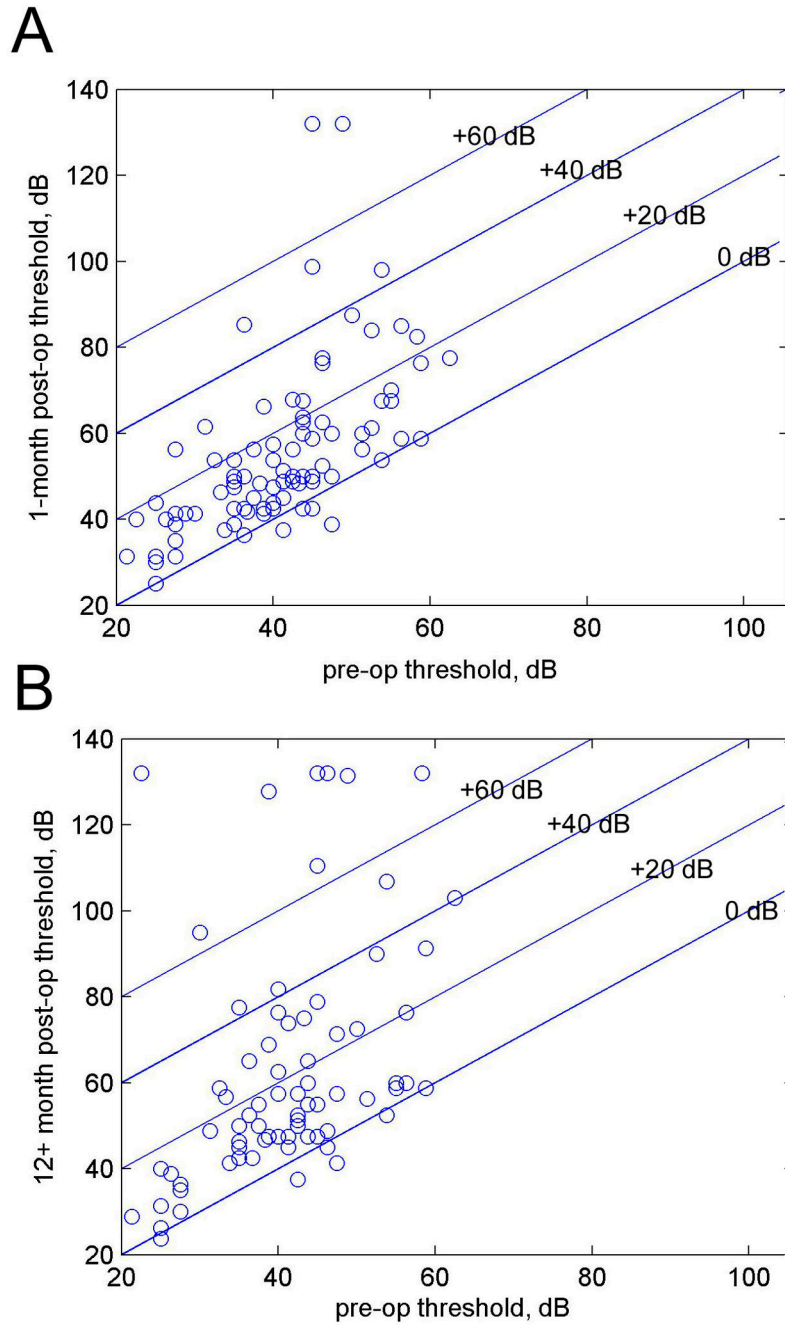 A
140
120
100
80
60
40
20
1-month post-op threshold, dB
+60 dB
+40 dB
+20 dB
0 dB
20 40 60 80 100
pre-op threshold, dB
B
140
120
100
80
60
40
20
12+ month post-op threshold, dB
+60 dB
+40 dB
+20 dB
0 dB
20 40 60 80 100
pre-op threshold, dB